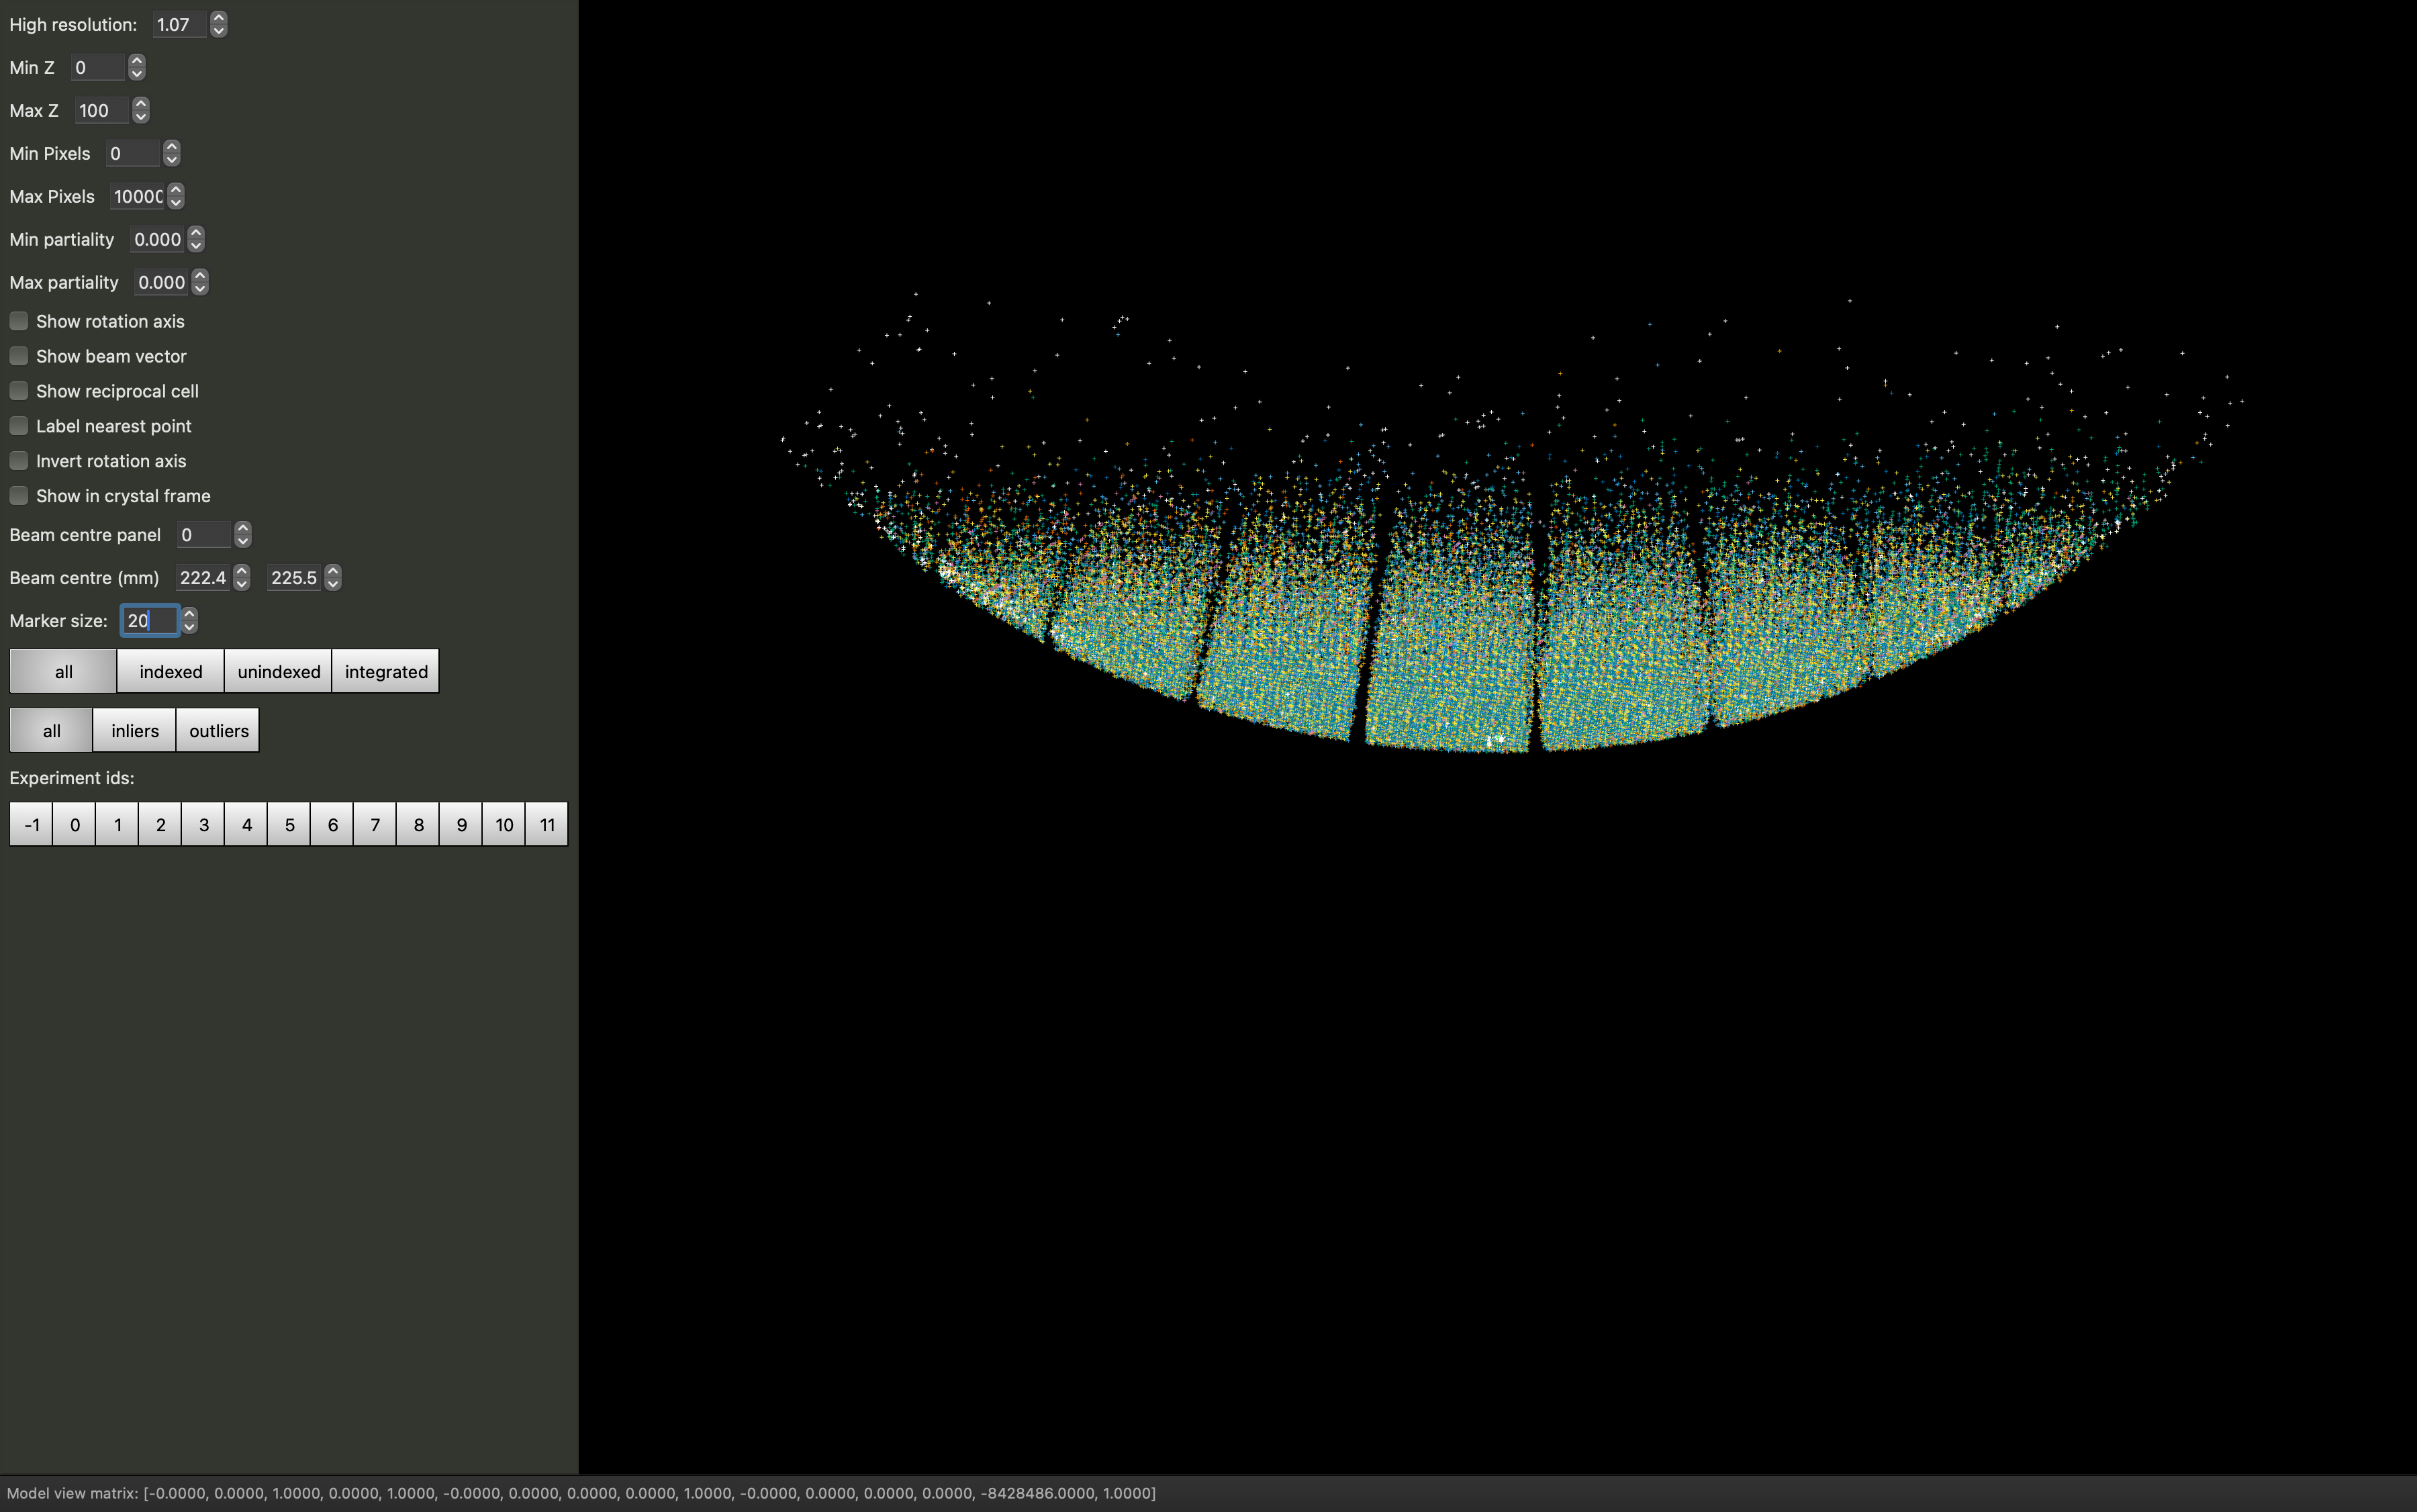 High resolution: 1.07
Min Z 0
Max Z 100
Min Pixels 0
Max Pixels 10000
Min partiality 0.000
Max partiality 0.000
Show rotation axis
Show beam vector
Show reciprocal cell
Label nearest point
Invert rotation axis
Show in crystal frame
Beam centre panel 0
Beam centre (mm) 222.4 225.5
Marker size: 20
all indexed unindexed integrated
all inliers outliers
Experiment ids:
-1 0 1 2 3 4 5 6 7 8 9 10 11
Model view matrix: [-0.0000, 0.0000, 1.0000, 0.0000, 1.0000, -0.0000, 0.0000, 0.0000, 0.0000, 1.0000, -0.0000, 0.0000, 0.0000, 0.0000, -8428486.0000, 1.0000]